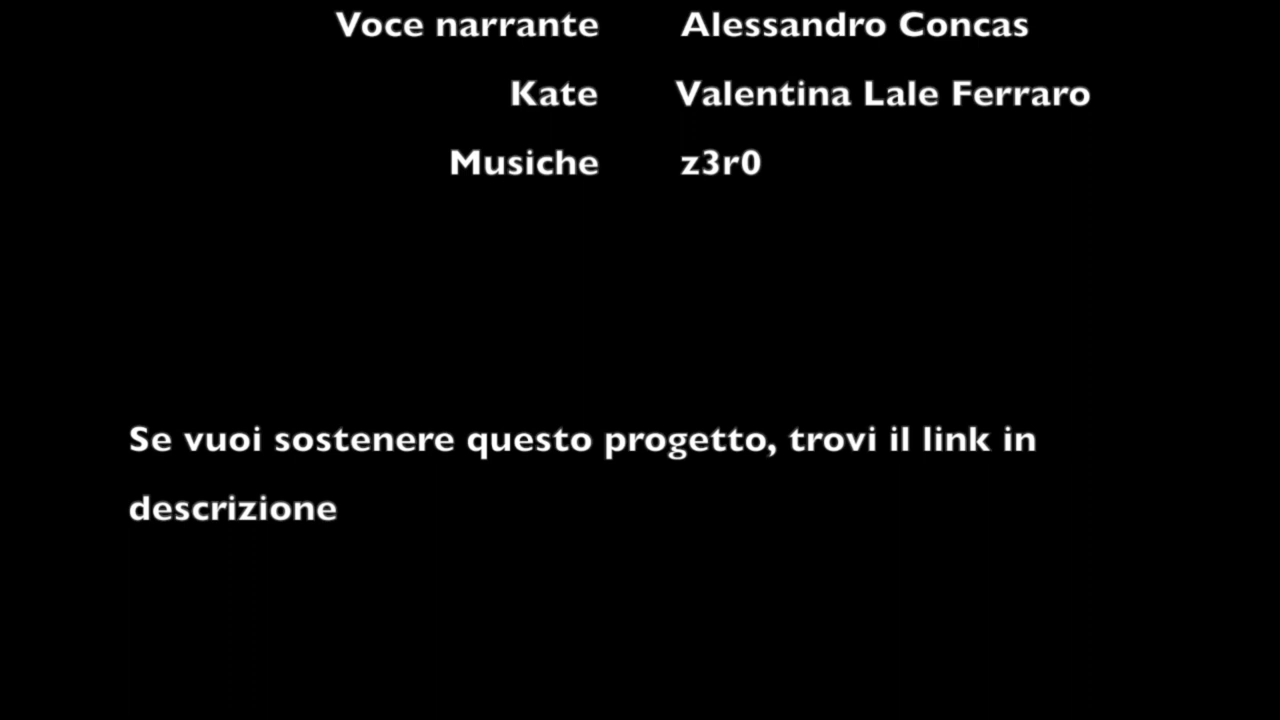 Voce narrante Alessandro Concas
Kate Valentina Lale Ferraro
Musiche z3r0
Se vuoi sostenere questo progetto, trovi il link in
descrizione